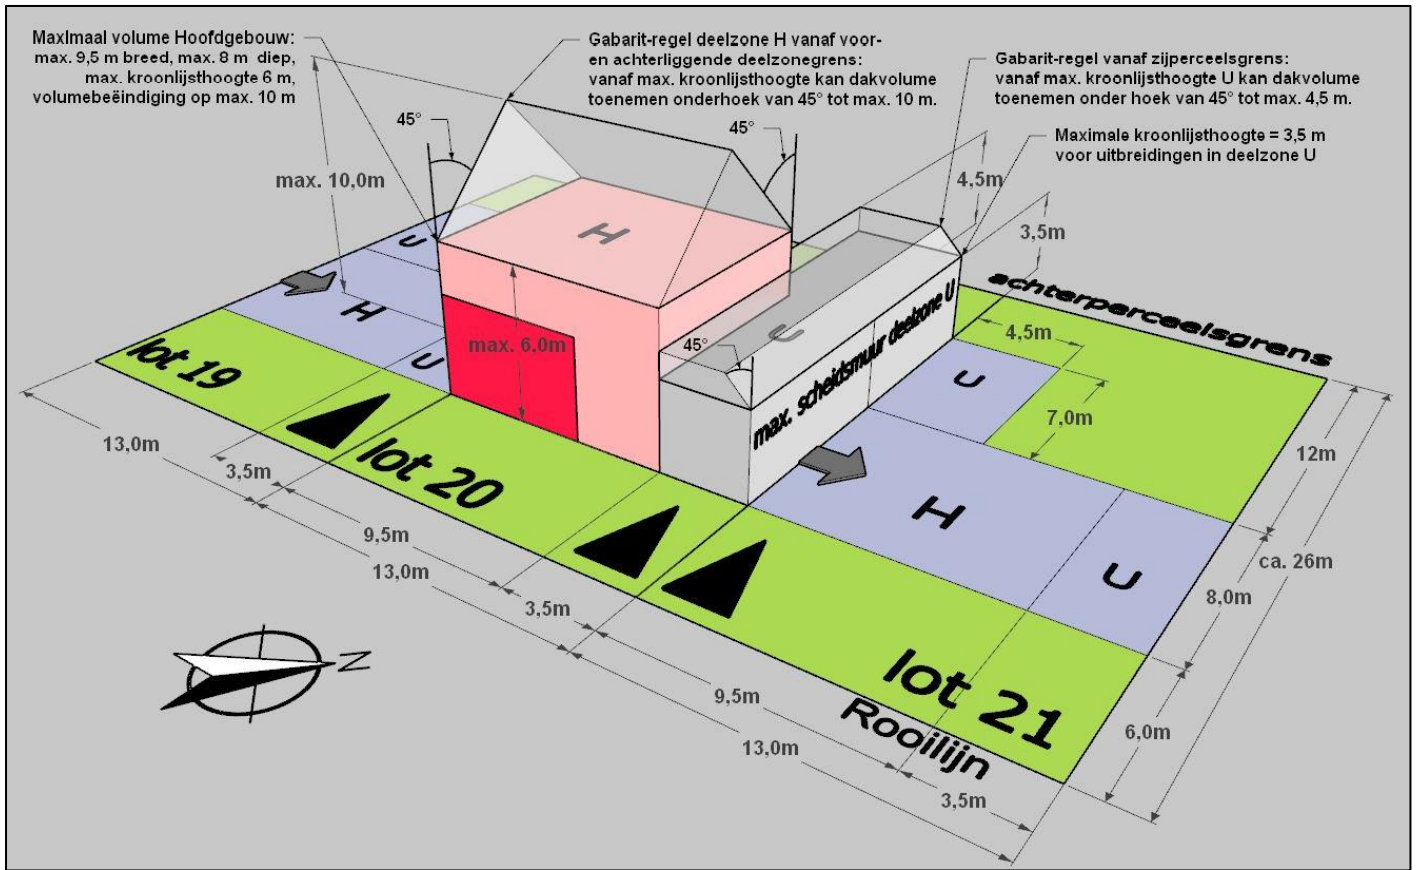 Maximaal volume Hoofdgebouw:
max. 9,5 m breed, max. 8 m diep,
max. kroonlijsthoogte 6 m,
volumebeëindiging op max. 10 m
Gabarit-regel deelzone H vanaf voor-
en achterliggende deelzonegrens:
vanaf max. kroonlijsthoogte kan dakvolume
toenemen onderhoek van 45° tot max. 10 m.
Gabarit-regel vanaf zijperceelsgrens:
vanaf max. kroonlijsthoogte U kan dakvolume
toenemen onder hoek van 45° tot max. 4,5 m.
Maximale kroonlijsthoogte = 3,5 m
voor uitbreidingen in deelzone U
45°
45°
max. 10,0m
4,5m
3,5m
H
U
H
U
max. 6,0m
U
45°
max. scheidsmuur deelzone U
achterperceelsgrens
4,5m
U
7,0m
H
U
12m
ca. 26m
8,0m
6,0m
lot 19
lot 20
lot 21
Rooilijn
13,0m
3,5m
9,5m
13,0m
3,5m
9,5m
13,0m
3,5m
N